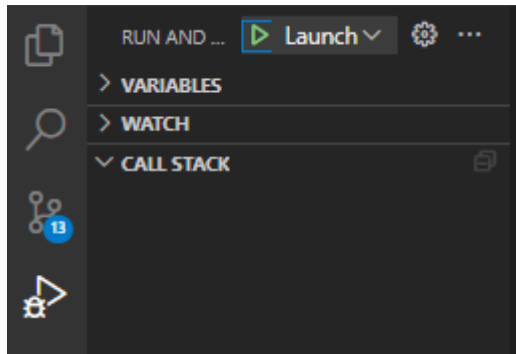 RUN AND ... Launch
VARIABLES
WATCH
CALL STACK
13